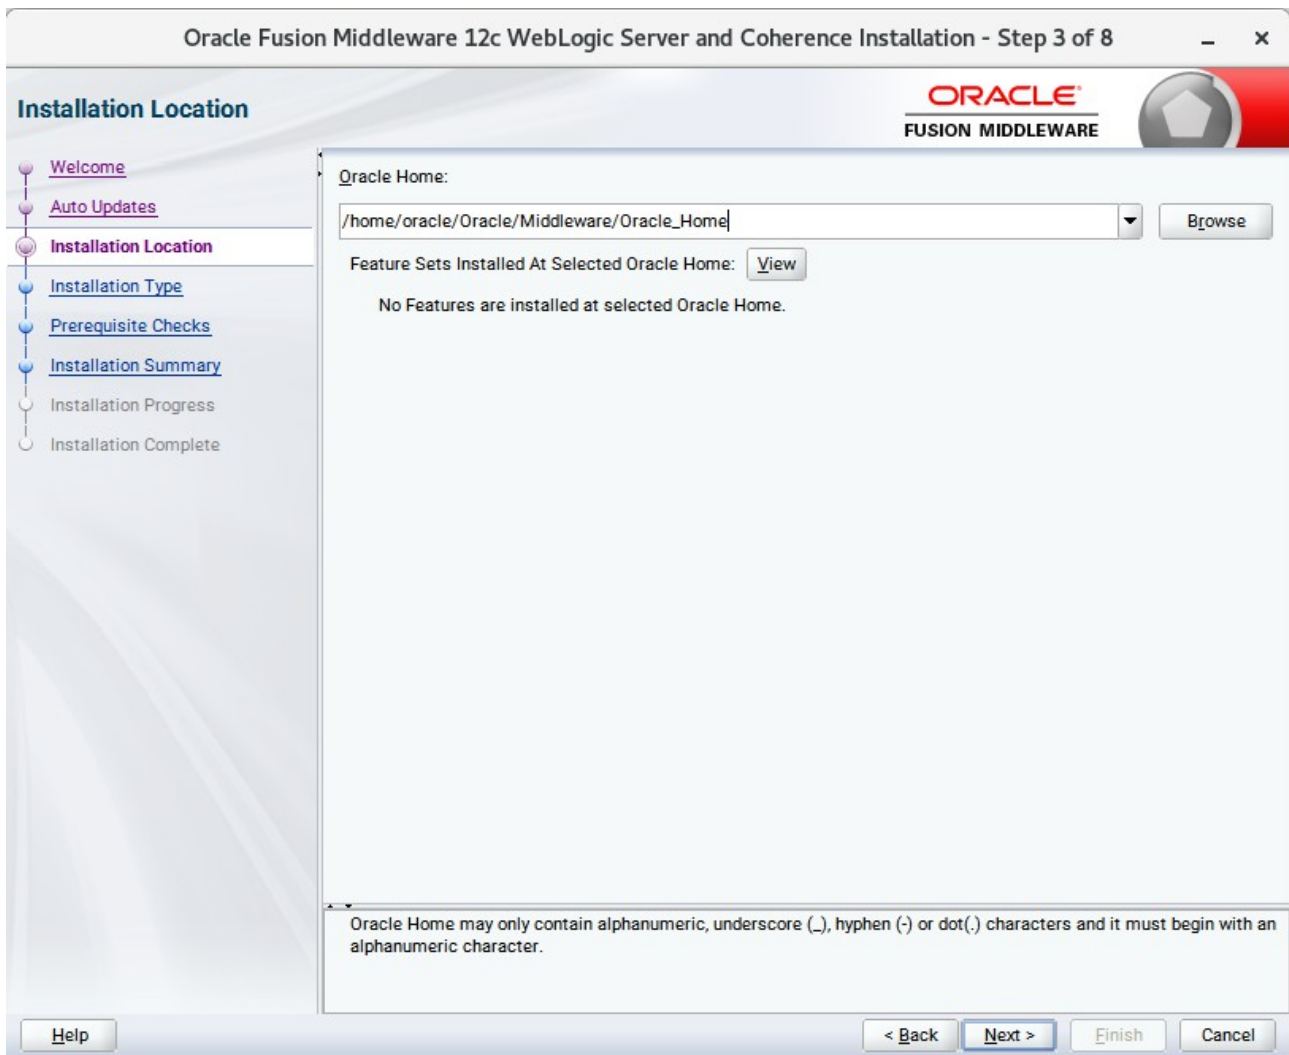 Oracle Fusion Middleware 12c WebLogic Server and Coherence Installation - Step 3 of 8
Installation Location
ORACLE
FUSION MIDDLEWARE
Welcome
Auto Updates
Installation Location
Installation Type
Prerequisite Checks
Installation Summary
Installation Progress
Installation Complete
Oracle Home:
/home/oracle/Oracle/Middleware/Oracle_Home
Browse
Feature Sets Installed At Selected Oracle Home: View
No Features are installed at selected Oracle Home.
Oracle Home may only contain alphanumeric, underscore (_), hyphen (-) or dot(.) characters and it must begin with an
alphanumeric character.
Help
< Back
Next >
Finish
Cancel